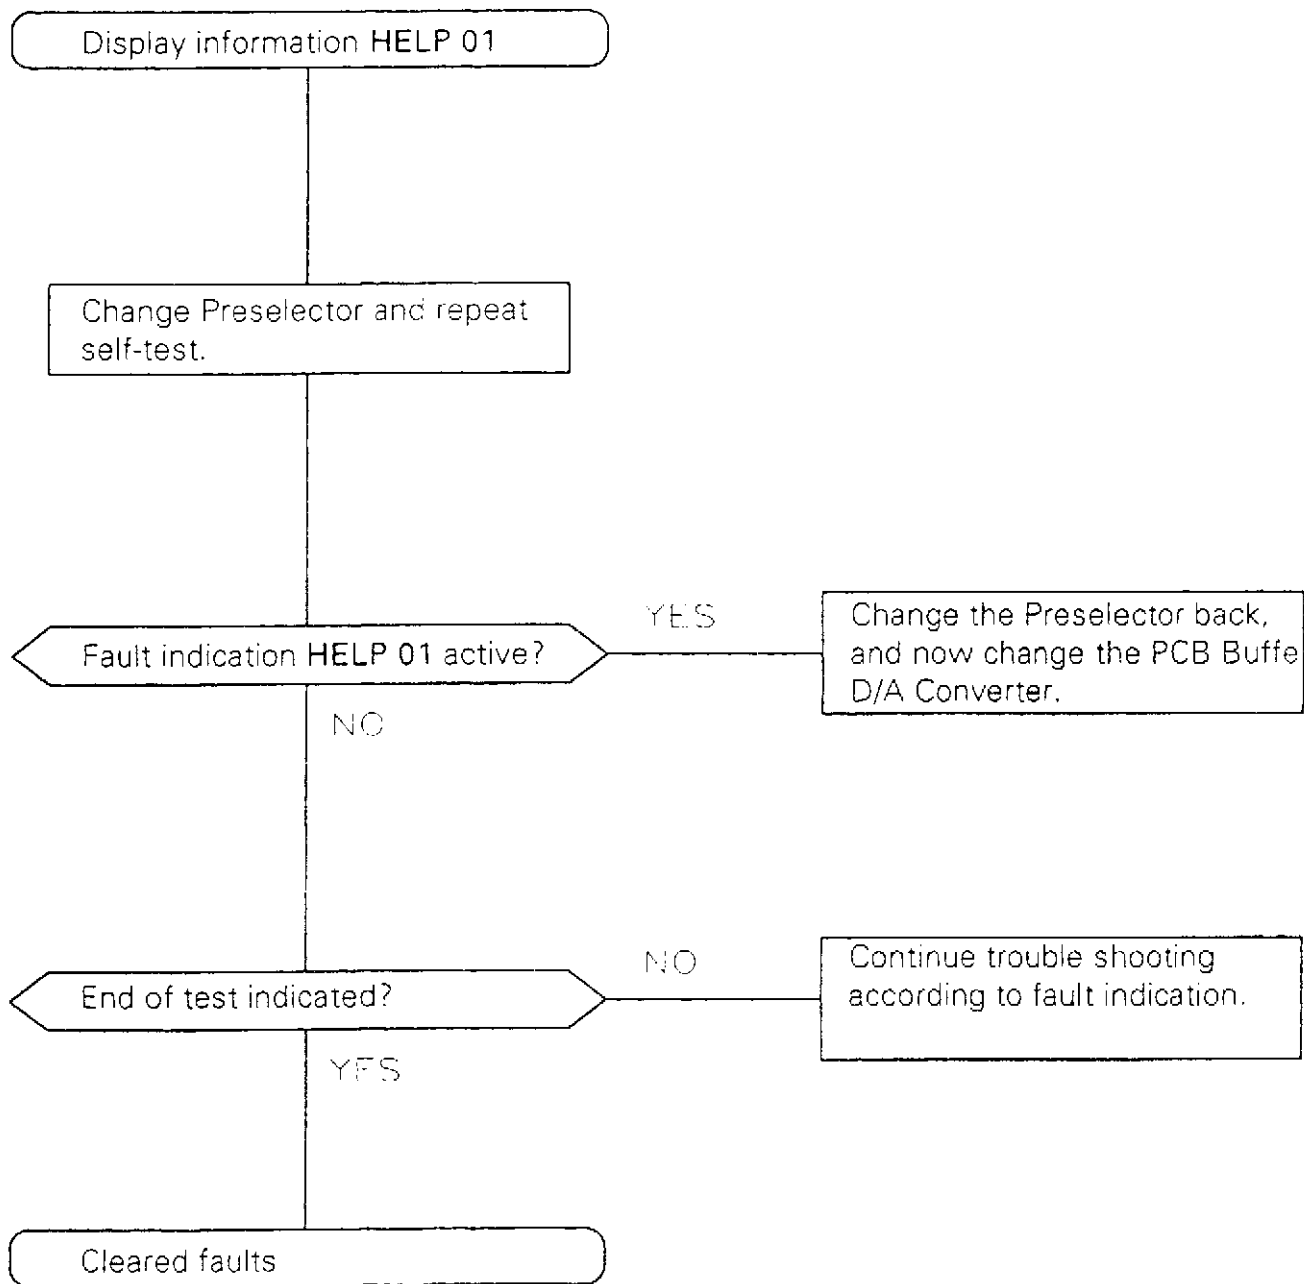 Display information HELP 01
Change Preselector and repeat
self-test.
Fault indication HELP 01 active?
YES
Change the Preselector back,
and now change the PCB Buffe
D/A Converter.
NO
End of test indicated?
NO
Continue trouble shooting
according to fault indication.
YES
Cleared faults